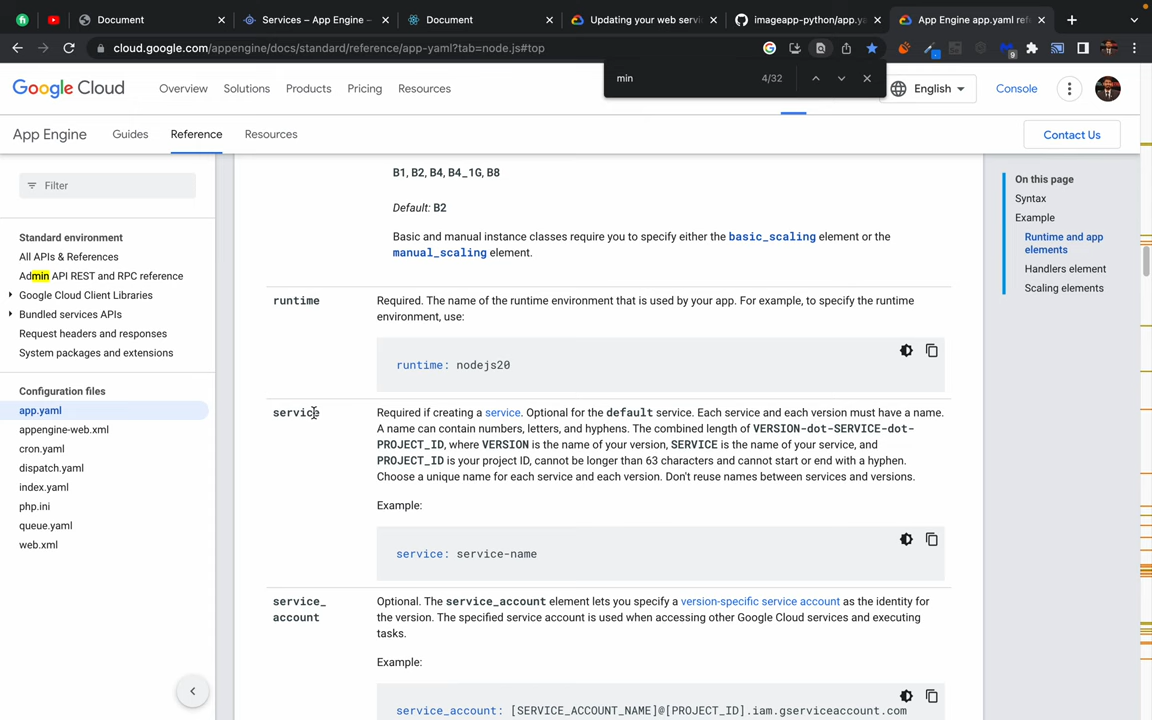 Document
Services – App Engine –
Document
Updating your web servi
imageapp-python/app.ya
App Engine app.yaml ref
cloud.google.com/appengine/docs/standard/reference/app-yaml?tab=node.js#top
9
min
4/32
Google Cloud
Overview
Solutions
Products
Pricing
Resources
English
Console
App Engine
Guides
Reference
Resources
Contact Us
Filter
Standard environment
All APIs & References
Admin API REST and RPC reference
Google Cloud Client Libraries
Bundled services APIs
Request headers and responses
System packages and extensions
Configuration files
app.yaml
appengine-web.xml
cron.yaml
dispatch.yaml
index.yaml
php.ini
queue.yaml
web.xml
B1, B2, B4, B4_1G, B8
Default: B2
Basic and manual instance classes require you to specify either the basic_scaling element or the
manual_scaling element.
runtime
Required. The name of the runtime environment that is used by your app. For example, to specify the runtime
environment, use:
runtime: nodejs20
service
Required if creating a service. Optional for the default service. Each service and each version must have a name.
A name can contain numbers, letters, and hyphens. The combined length of VERSION-dot-SERVICE-dot-
PROJECT_ID, where VERSION is the name of your version, SERVICE is the name of your service, and
PROJECT_ID is your project ID, cannot be longer than 63 characters and cannot start or end with a hyphen.
Choose a unique name for each service and each version. Don't reuse names between services and versions.
Example:
service: service-name
service_
account
Optional. The service_account element lets you specify a version-specific service account as the identity for
the version. The specified service account is used when accessing other Google Cloud services and executing
tasks.
Example:
service_account: [SERVICE_ACCOUNT_NAME]@[PROJECT_ID].iam.gserviceaccount.com
On this page
Syntax
Example
Runtime and app
elements
Handlers element
Scaling elements